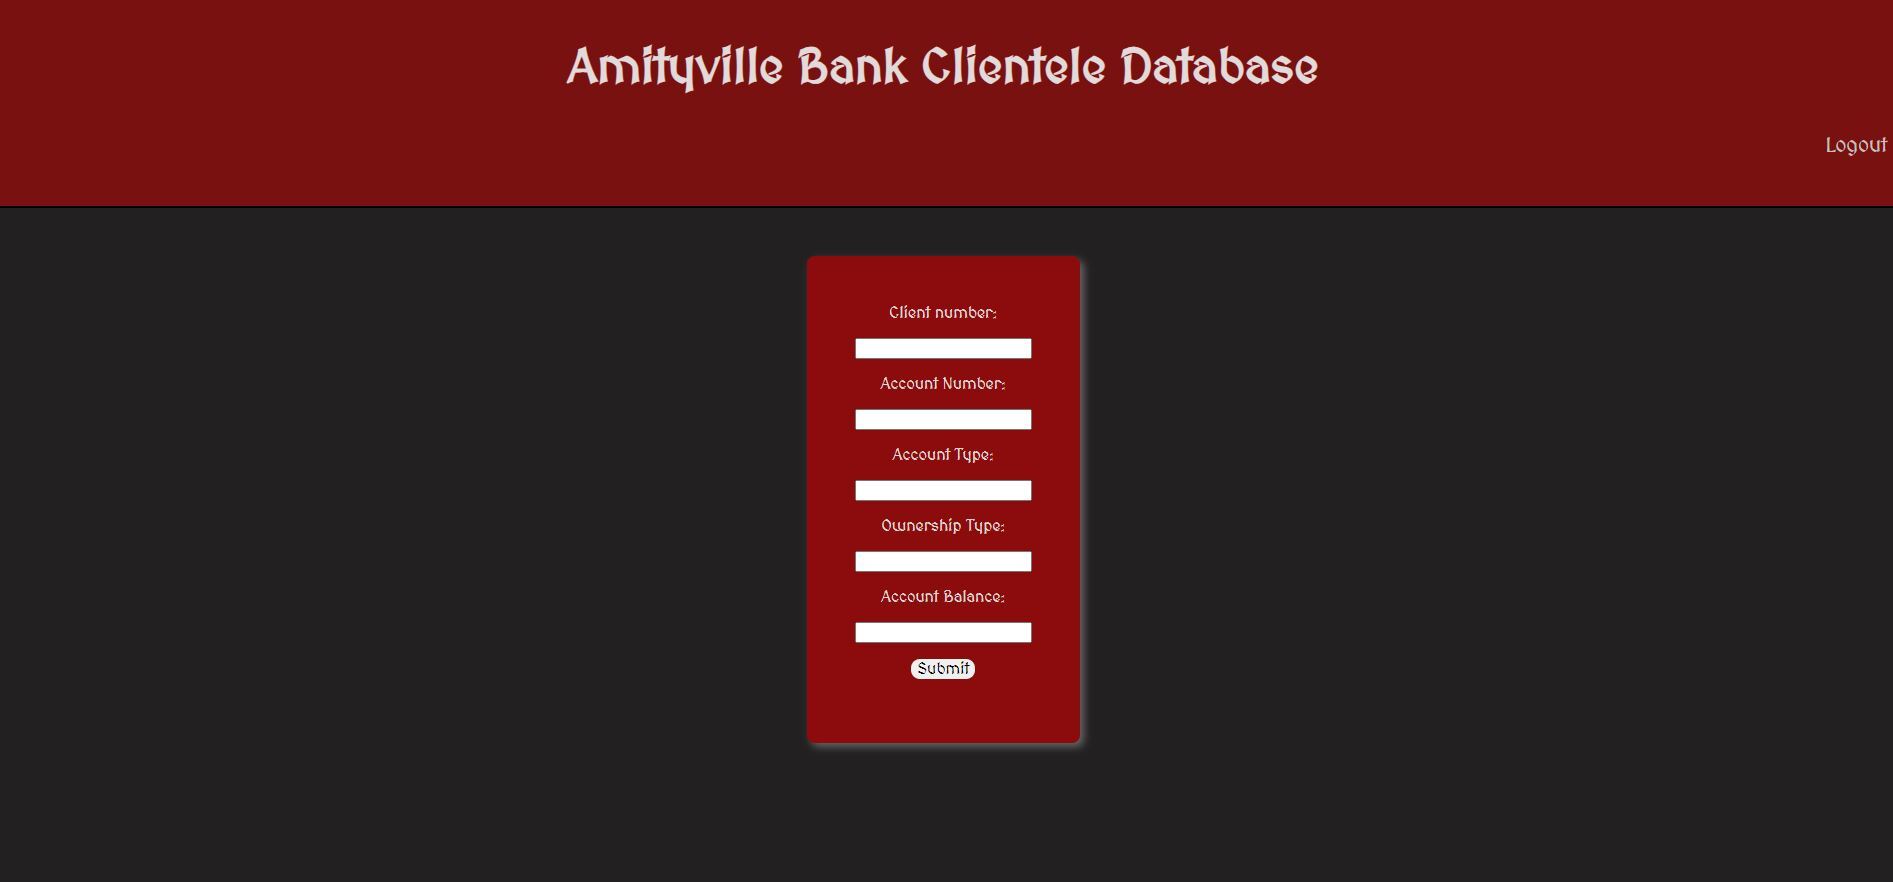 Amityville Bank Clientele Database
Logout
Client number:
Account Number:
Account Type:
Ownership Type:
Account Balance:
Submit